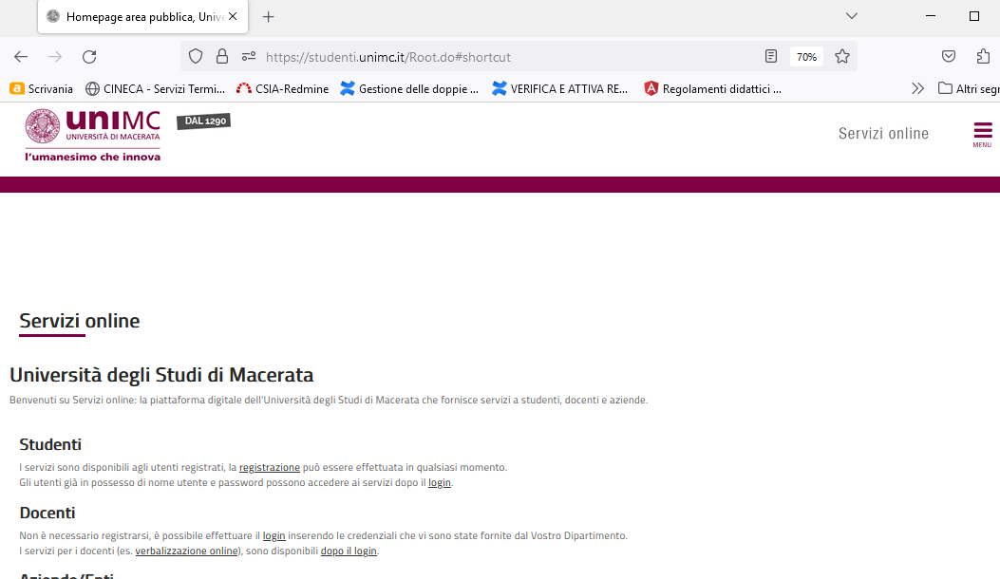 Homepage area pubblica, Unive
https://studenti.unimc.it/Root.do#shortcut
70%
Scrivania
CINECA - Servizi Termi...
CSIA-Redmine
Gestione delle doppie ...
VERIFICA E ATTIVA RE...
Regolamenti didattici ...
Altri segr
unIMC
UNIVERSITÀ DI MACERATA
l'umanesimo che innova
DAL 1290
Servizi online
MENU
Servizi online
Università degli Studi di Macerata
Benvenuti su Servizi online: la piattaforma digitale dell'Università degli Studi di Macerata che fornisce servizi a studenti, docenti e aziende.
Studenti
I servizi sono disponibili agli utenti registrati, la registrazione può essere effettuata in qualsiasi momento.
Gli utenti già in possesso di nome utente e password possono accedere ai servizi dopo il login.
Docenti
Non è necessario registrarsi, è possibile effettuare il login inserendo le credenziali che vi sono state fornite dal Vostro Dipartimento.
I servizi per i docenti (es. verbalizzazione online), sono disponibili dopo il login.
Aziende/Enti